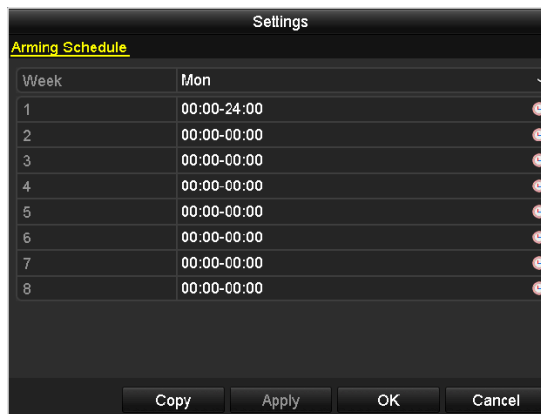 Settings
Arming Schedule
Week Mon
1 00:00-24:00
2 00:00-00:00
3 00:00-00:00
4 00:00-00:00
5 00:00-00:00
6 00:00-00:00
7 00:00-00:00
8 00:00-00:00
Copy Apply OK Cancel